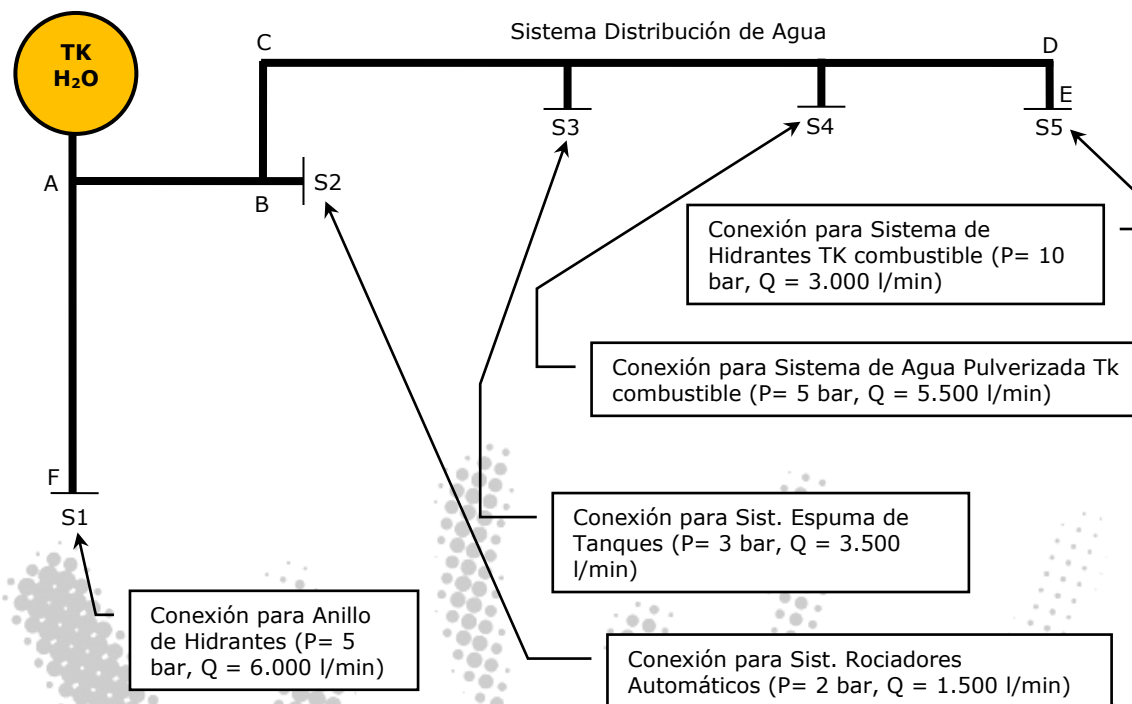 TK
H₂O
C
Sistema Distribución de Agua
D
E
S3
S4
S5
A
B
S2
Conexión para Sistema de
Hidrantes TK combustible (P= 10
bar, Q = 3.000 l/min)
Conexión para Sistema de Agua Pulverizada Tk
combustible (P= 5 bar, Q = 5.500 l/min)
F
S1
Conexión para Sist. Espuma de
Tanques (P= 3 bar, Q = 3.500
l/min)
Conexión para Anillo
de Hidrantes (P= 5
bar, Q = 6.000 l/min)
Conexión para Sist. Rociadores
Automáticos (P= 2 bar, Q = 1.500 l/min)